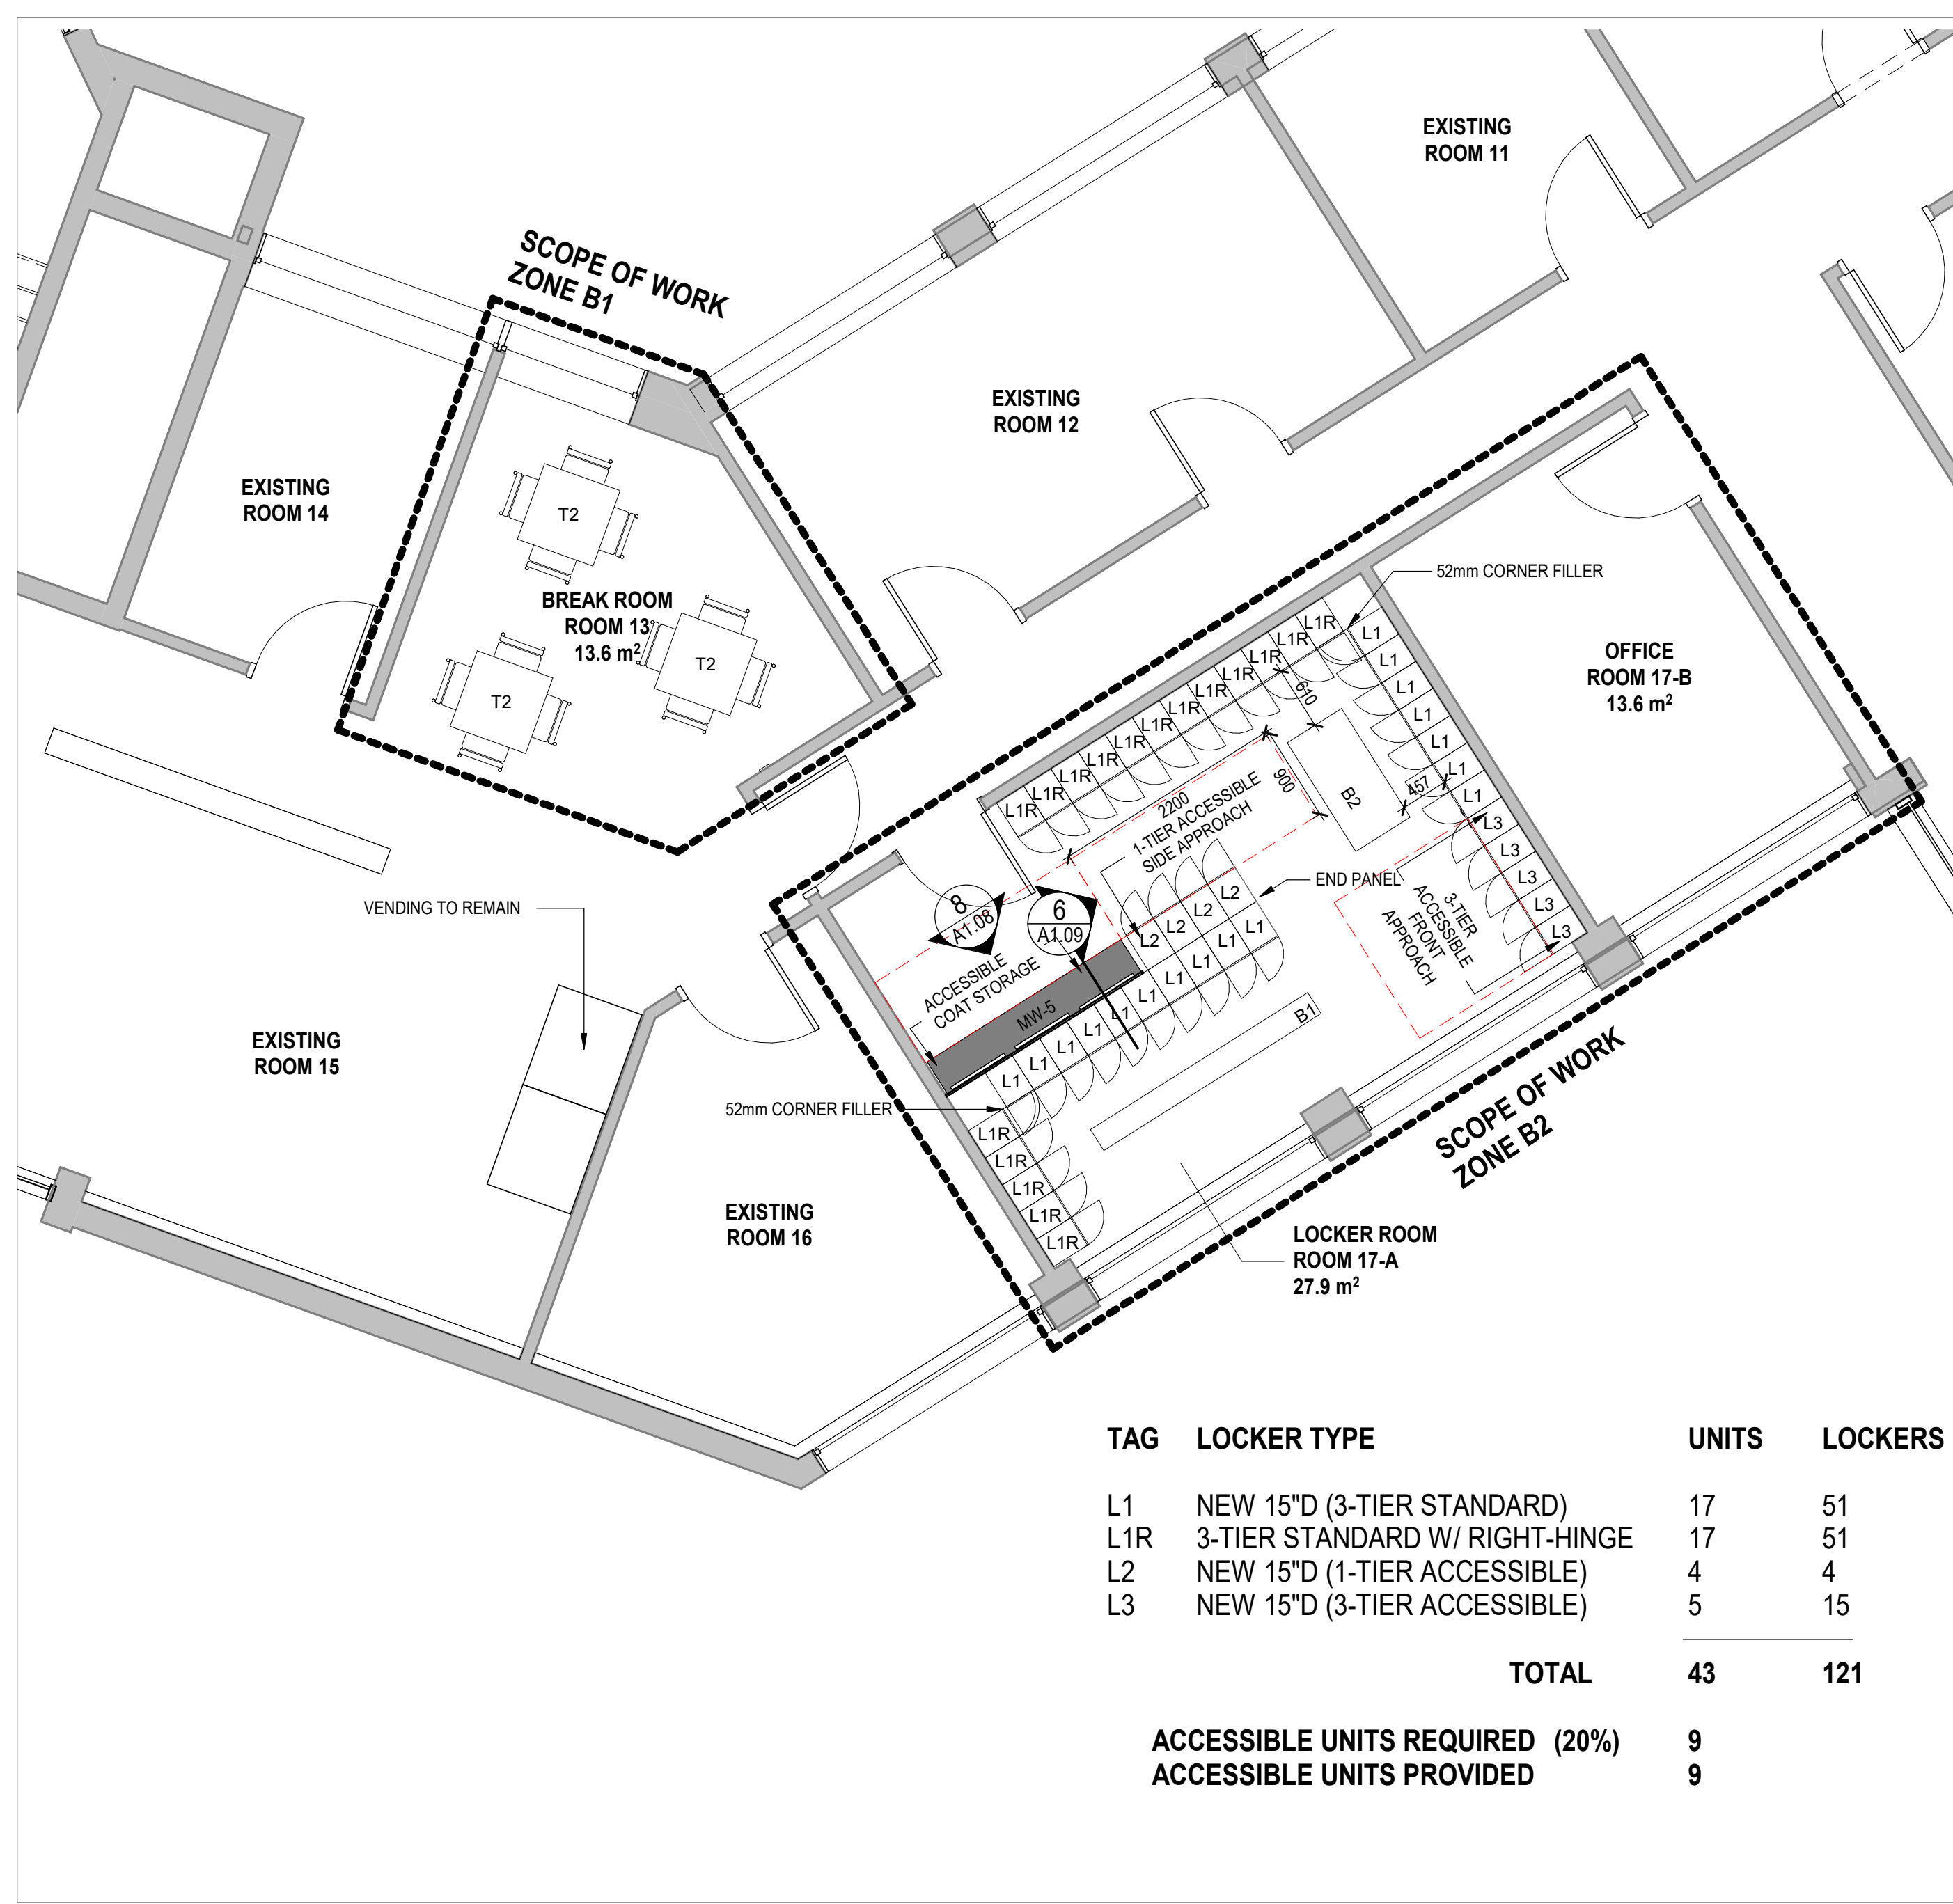 EXISTING
ROOM 11
SCOPE OF WORK
ZONE B1
EXISTING
ROOM 12
EXISTING
ROOM 14
T2
BREAK ROOM
ROOM 13
13.6 m²
T2
T2
52mm CORNER FILLER
OFFICE
ROOM 17-B
13.6 m²
L1R
L1R
L1R
L1R
L1R
L1R
L1R
L1R
L1R
L1R
L1R
L1R
L1
L1
L1
L1
L1
L1
L1
L3
L3
L3
L3
L3
610
900
457
2200
B2
1-TIER ACCESSIBLE
SIDE APPROACH
END PANEL
3-TIER
ACCESSIBLE
FRONT
APPROACH
VENDING TO REMAIN
8
A1.08
6
A1.09
L2
L2
L2
L2
L1
L1
L1
L1
L1
L1
L1
L1
L1
L1
ACCESSIBLE
COAT STORAGE
MW-5
B1
EXISTING
ROOM 15
52mm CORNER FILLER
L1R
L1R
L1R
L1R
L1R
SCOPE OF WORK
ZONE B2
EXISTING
ROOM 16
LOCKER ROOM
ROOM 17-A
27.9 m²
TAG LOCKER TYPE UNITS LOCKERS
L1 NEW 15"D (3-TIER STANDARD) 17 51
L1R 3-TIER STANDARD W/ RIGHT-HINGE 17 51
L2 NEW 15"D (1-TIER ACCESSIBLE) 4 4
L3 NEW 15"D (3-TIER ACCESSIBLE) 5 15
TOTAL 43 121
ACCESSIBLE UNITS REQUIRED (20%) 9
ACCESSIBLE UNITS PROVIDED 9